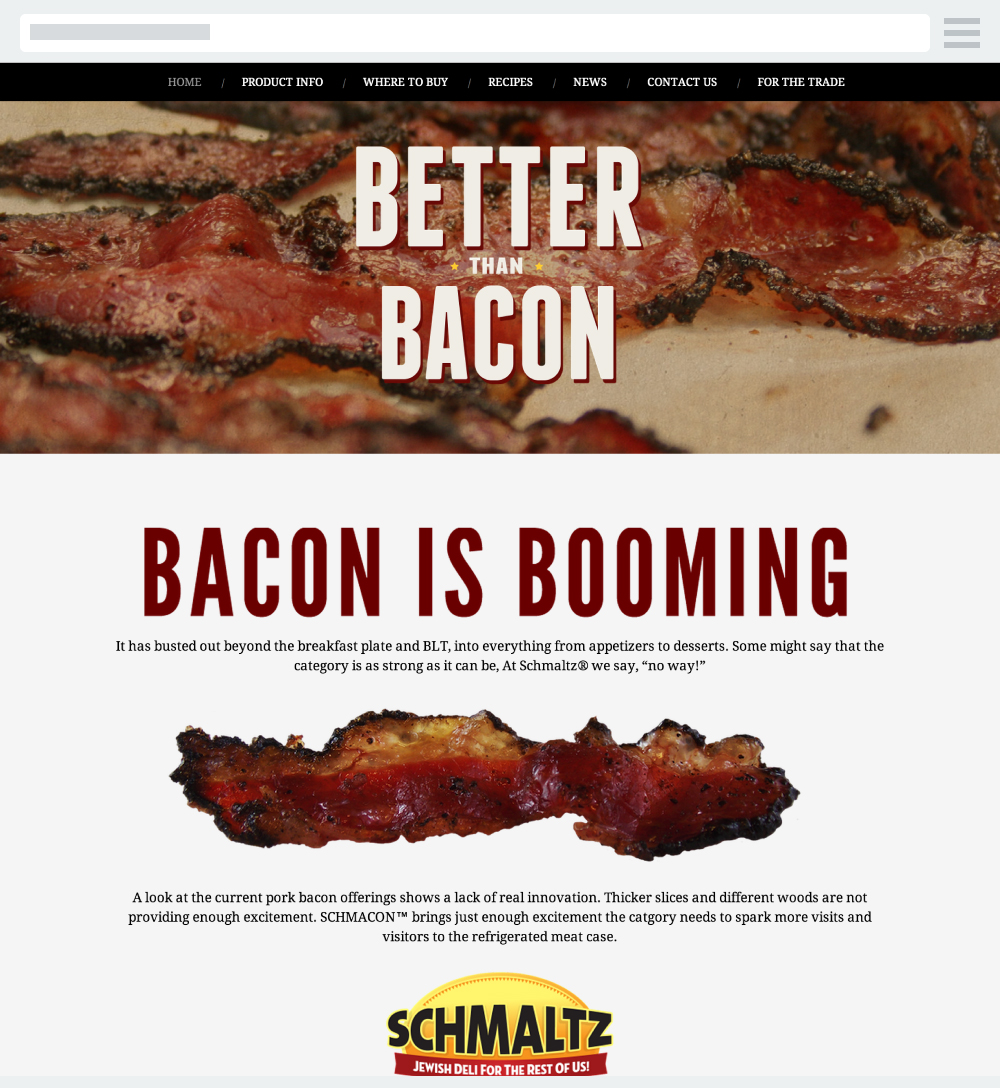 HOME / PRODUCT INFO / WHERE TO BUY / RECIPES / NEWS / CONTACT US / FOR THE TRADE
BETTER
THAN
BACON
BACON IS BOOMING
It has busted out beyond the breakfast plate and BLT, into everything from appetizers to desserts. Some might say that the
category is as strong as it can be, At Schmaltz® we say, “no way!”
A look at the current pork bacon offerings shows a lack of real innovation. Thicker slices and different woods are not
providing enough excitement. SCHMACON™ brings just enough excitement the catgory needs to spark more visits and
visitors to the refrigerated meat case.
SCHMALTZ
JEWISH DELI FOR THE REST OF US!